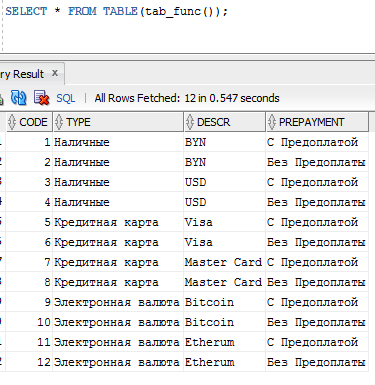 SELECT * FROM TABLE(tab_func());
ry Result x
SQL | All Rows Fetched: 12 in 0.547 seconds
CODE TYPE DESCR PREPAYMENT
1 Наличные BYN С Предоплатой
2 Наличные BYN Без Предоплаты
3 Наличные USD С Предоплатой
4 Наличные USD Без Предоплаты
5 Кредитная карта Visa С Предоплатой
6 Кредитная карта Visa Без Предоплаты
7 Кредитная карта Master Card С Предоплатой
8 Кредитная карта Master Card Без Предоплаты
9 Электронная валюта Bitcoin С Предоплатой
10 Электронная валюта Bitcoin Без Предоплаты
11 Электронная валюта Etherum С Предоплатой
12 Электронная валюта Etherum Без Предоплаты